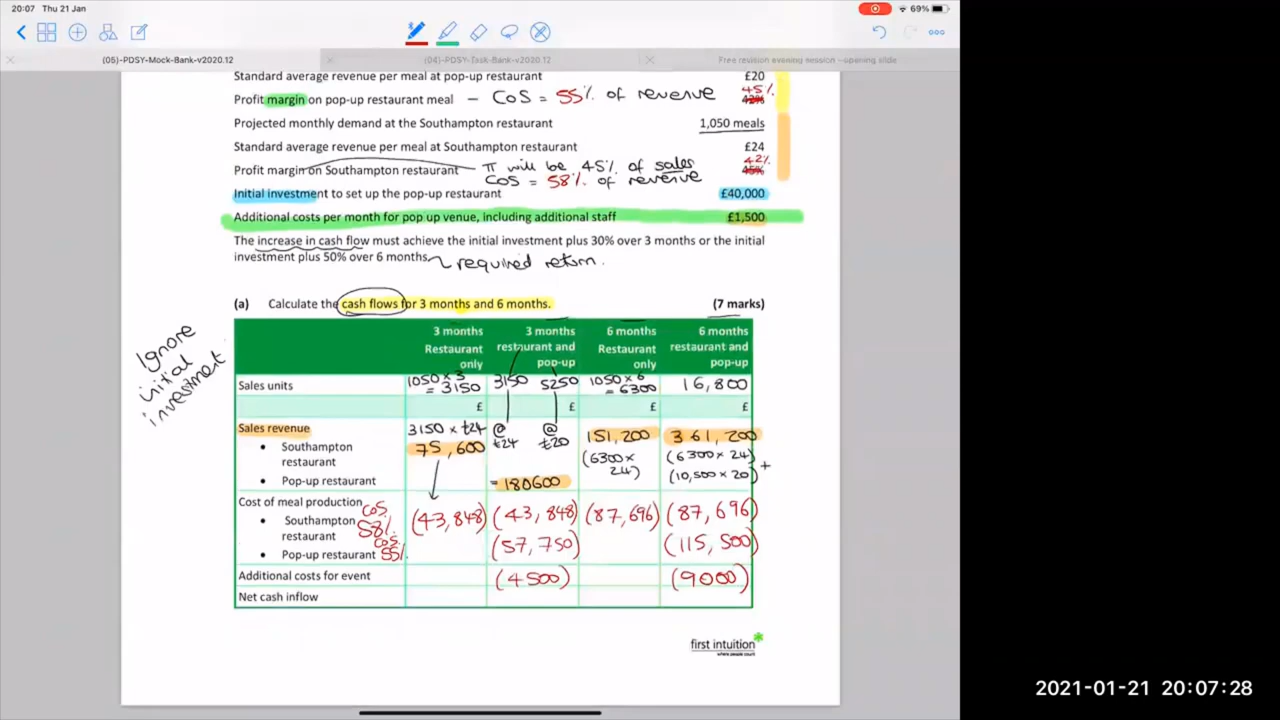 20:07 Thu 21 Jan
69%
(05)-PDSY-Mock-Bank-v2020.12
(04)-PDSY-Task-Bank-v2020.12
Free revision evening session - opening slide
Standard average revenue per meal at pop-up restaurant £20
Profit margin on pop-up restaurant meal – CoS = 55% of revenue 45% 42%
Projected monthly demand at the Southampton restaurant 1,050 meals
Standard average revenue per meal at Southampton restaurant £24
Profit margin on Southampton restaurant π will be 45% of sales 42% 45%
CoS = 58% of revenue
Initial investment to set up the pop-up restaurant £40,000
Additional costs per month for pop up venue, including additional staff £1,500
The increase in cash flow must achieve the initial investment plus 30% over 3 months or the initial
investment plus 50% over 6 months. required return.
(a) Calculate the cash flows for 3 months and 6 months. (7 marks)
Ignore
initial
investment.
3 months
Restaurant
only
3 months
restaurant and
pop-up
6 months
Restaurant
only
6 months
restaurant and
pop-up
Sales units 1050 x 3 = 3150 3150 5250 1050 x 6 = 6300 16,800
£ £ £ £
Sales revenue 3150 x £24 @ £24 @ £20 151,200 361,200
• Southampton restaurant 75,600 (6300 x 24) (6300 x 24) +
• Pop-up restaurant = 180600 (10,500 x 20)
Cost of meal production
• Southampton restaurant CoS 58% (43,848) (43,848) (87,696) (87,696)
• Pop-up restaurant CoS 55% (57,750) (115,500)
Additional costs for event (4500) (9000)
Net cash inflow
first intuition
where people count
2021-01-21 20:07:28